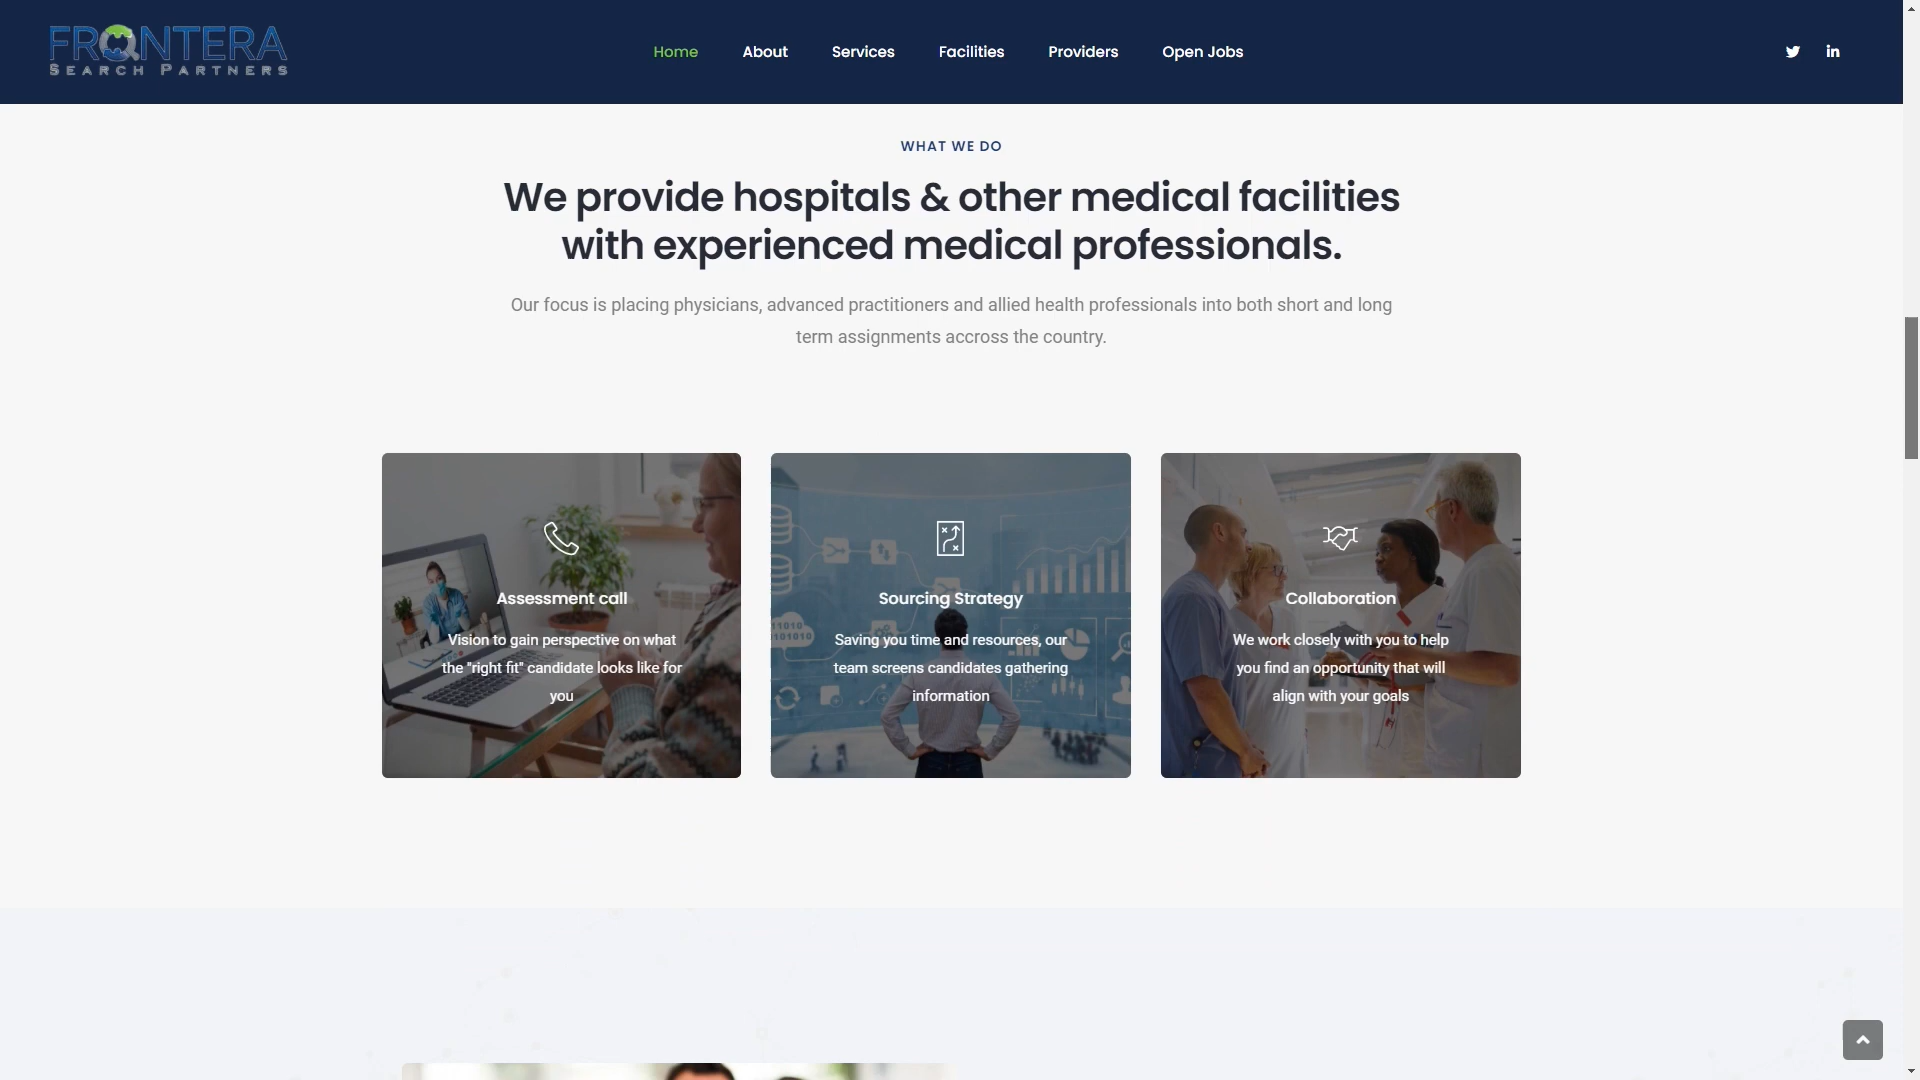 FRONTERA
SEARCH PARTNERS
Home About Services Facilities Providers Open Jobs
WHAT WE DO
We provide hospitals & other medical facilities
with experienced medical professionals.
Our focus is placing physicians, advanced practitioners and allied health professionals into both short and long
term assignments accross the country.
Assessment call
Vision to gain perspective on what
the "right fit" candidate looks like for
you
Sourcing Strategy
Saving you time and resources, our
team screens candidates gathering
information
Collaboration
We work closely with you to help
you find an opportunity that will
align with your goals